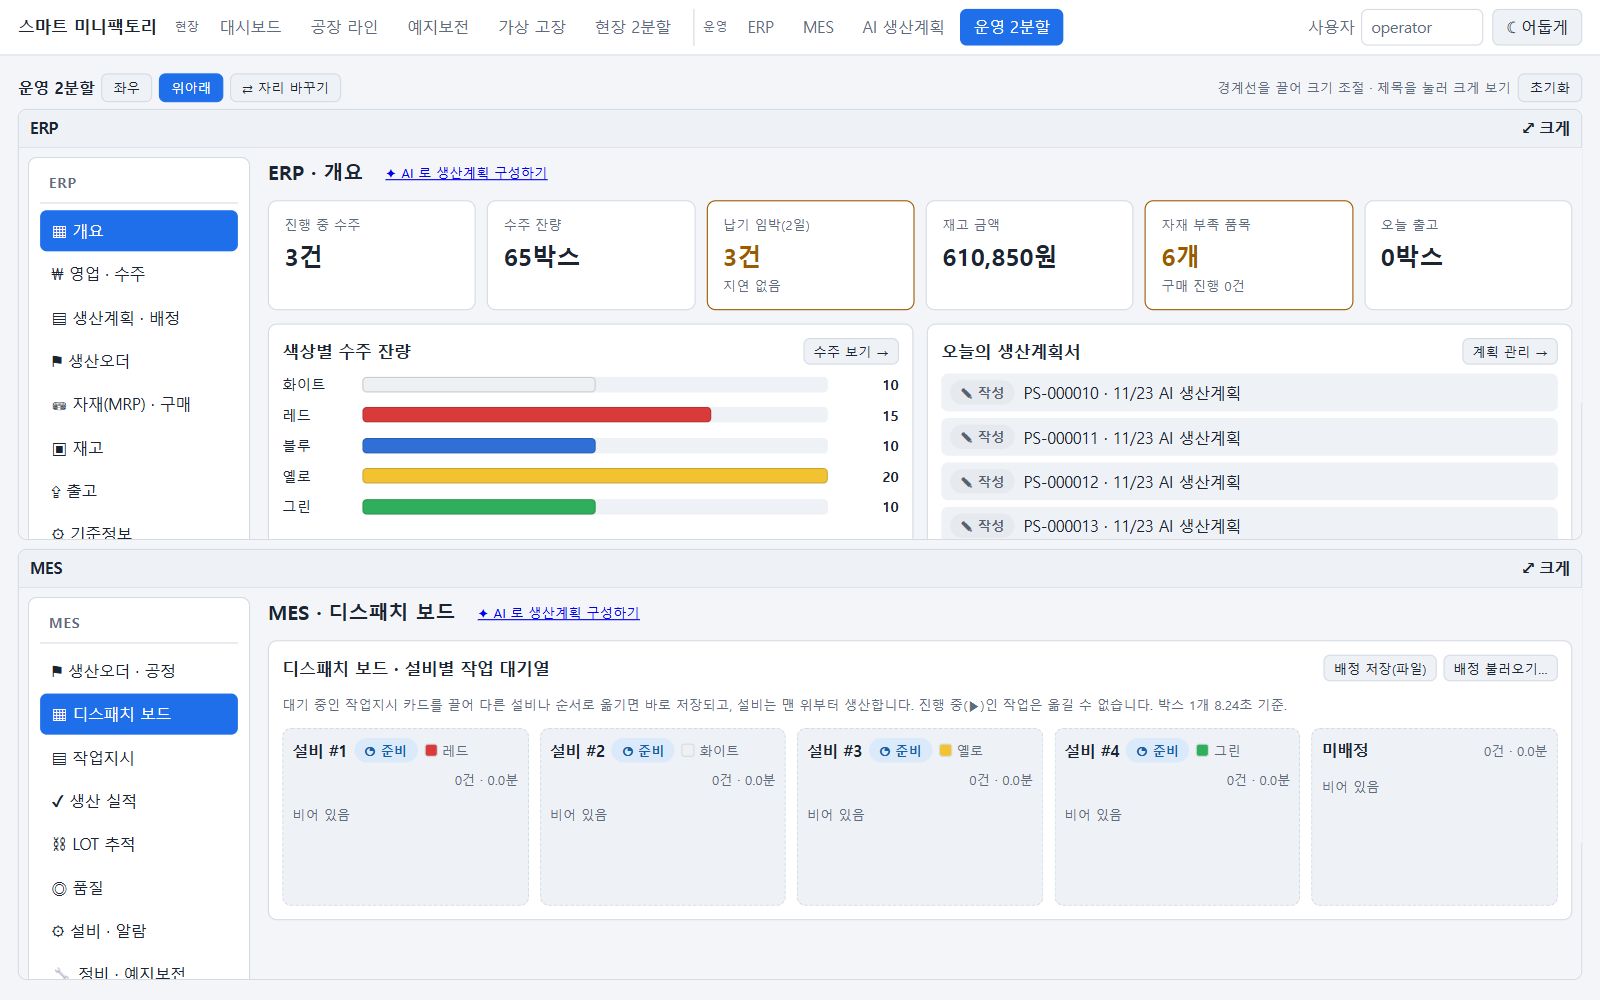 스마트 미니팩토리 현장 대시보드 공장 라인 예지보전 가상 고장 현장 2분할 운영 ERP MES AI 생산계획 운영 2분할 사용자 operator ☾ 어둡게
운영 2분할 좌우 위아래 ⇄ 자리 바꾸기 경계선을 끌어 크기 조절 · 제목을 눌러 크게 보기 초기화
ERP ⤢ 크게
ERP
▦ 개요
₩ 영업 · 수주
▤ 생산계획 · 배정
⚑ 생산오더
자재(MRP) · 구매
▣ 재고
⇪ 출고
⚙ 기준정보
ERP · 개요 ✦ AI 로 생산계획 구성하기
진행 중 수주
3건
수주 잔량
65박스
납기 임박(2일)
3건
지연 없음
재고 금액
610,850원
자재 부족 품목
6개
구매 진행 0건
오늘 출고
0박스
색상별 수주 잔량 수주 보기 →
화이트 10
레드 15
블루 10
옐로 20
그린 10
오늘의 생산계획서 계획 관리 →
✎ 작성 PS-000010 · 11/23 AI 생산계획
✎ 작성 PS-000011 · 11/23 AI 생산계획
✎ 작성 PS-000012 · 11/23 AI 생산계획
✎ 작성 PS-000013 · 11/23 AI 생산계획
MES ⤢ 크게
MES
⚑ 생산오더 · 공정
▦ 디스패치 보드
▤ 작업지시
✓ 생산 실적
⛓ LOT 추적
◎ 품질
⚙ 설비 · 알람
🔧 정비 · 예지보전
MES · 디스패치 보드 ✦ AI 로 생산계획 구성하기
디스패치 보드 · 설비별 작업 대기열 배정 저장(파일) 배정 불러오기...
대기 중인 작업지시 카드를 끌어 다른 설비나 순서로 옮기면 바로 저장되고, 설비는 맨 위부터 생산합니다. 진행 중(▶)인 작업은 옮길 수 없습니다. 박스 1개 8.24초 기준.
설비 #1 ◔ 준비 레드
0건 · 0.0분
비어 있음
설비 #2 ◔ 준비 화이트
0건 · 0.0분
비어 있음
설비 #3 ◔ 준비 옐로
0건 · 0.0분
비어 있음
설비 #4 ◔ 준비 그린
0건 · 0.0분
비어 있음
미배정 0건 · 0.0분
비어 있음